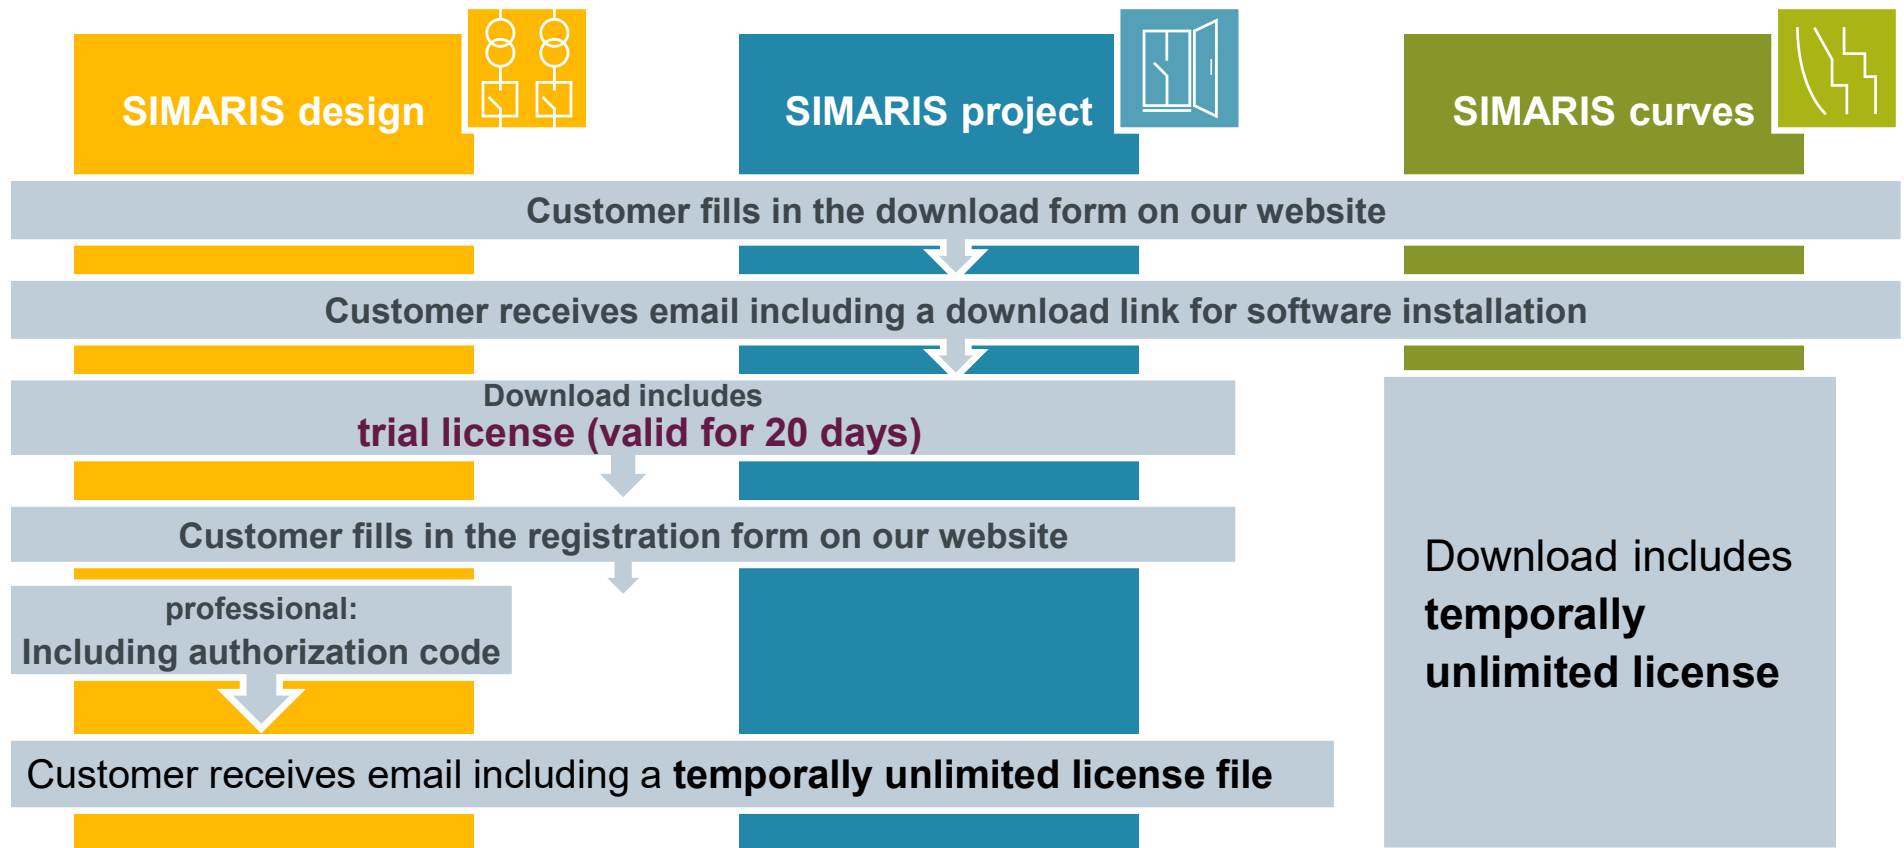 SIMARIS design
SIMARIS project
SIMARIS curves
Customer fills in the download form on our website
Customer receives email including a download link for software installation
Download includes
trial license (valid for 20 days)
Customer fills in the registration form on our website
professional:
Including authorization code
Customer receives email including a temporally unlimited license file
Download includes
temporally
unlimited license